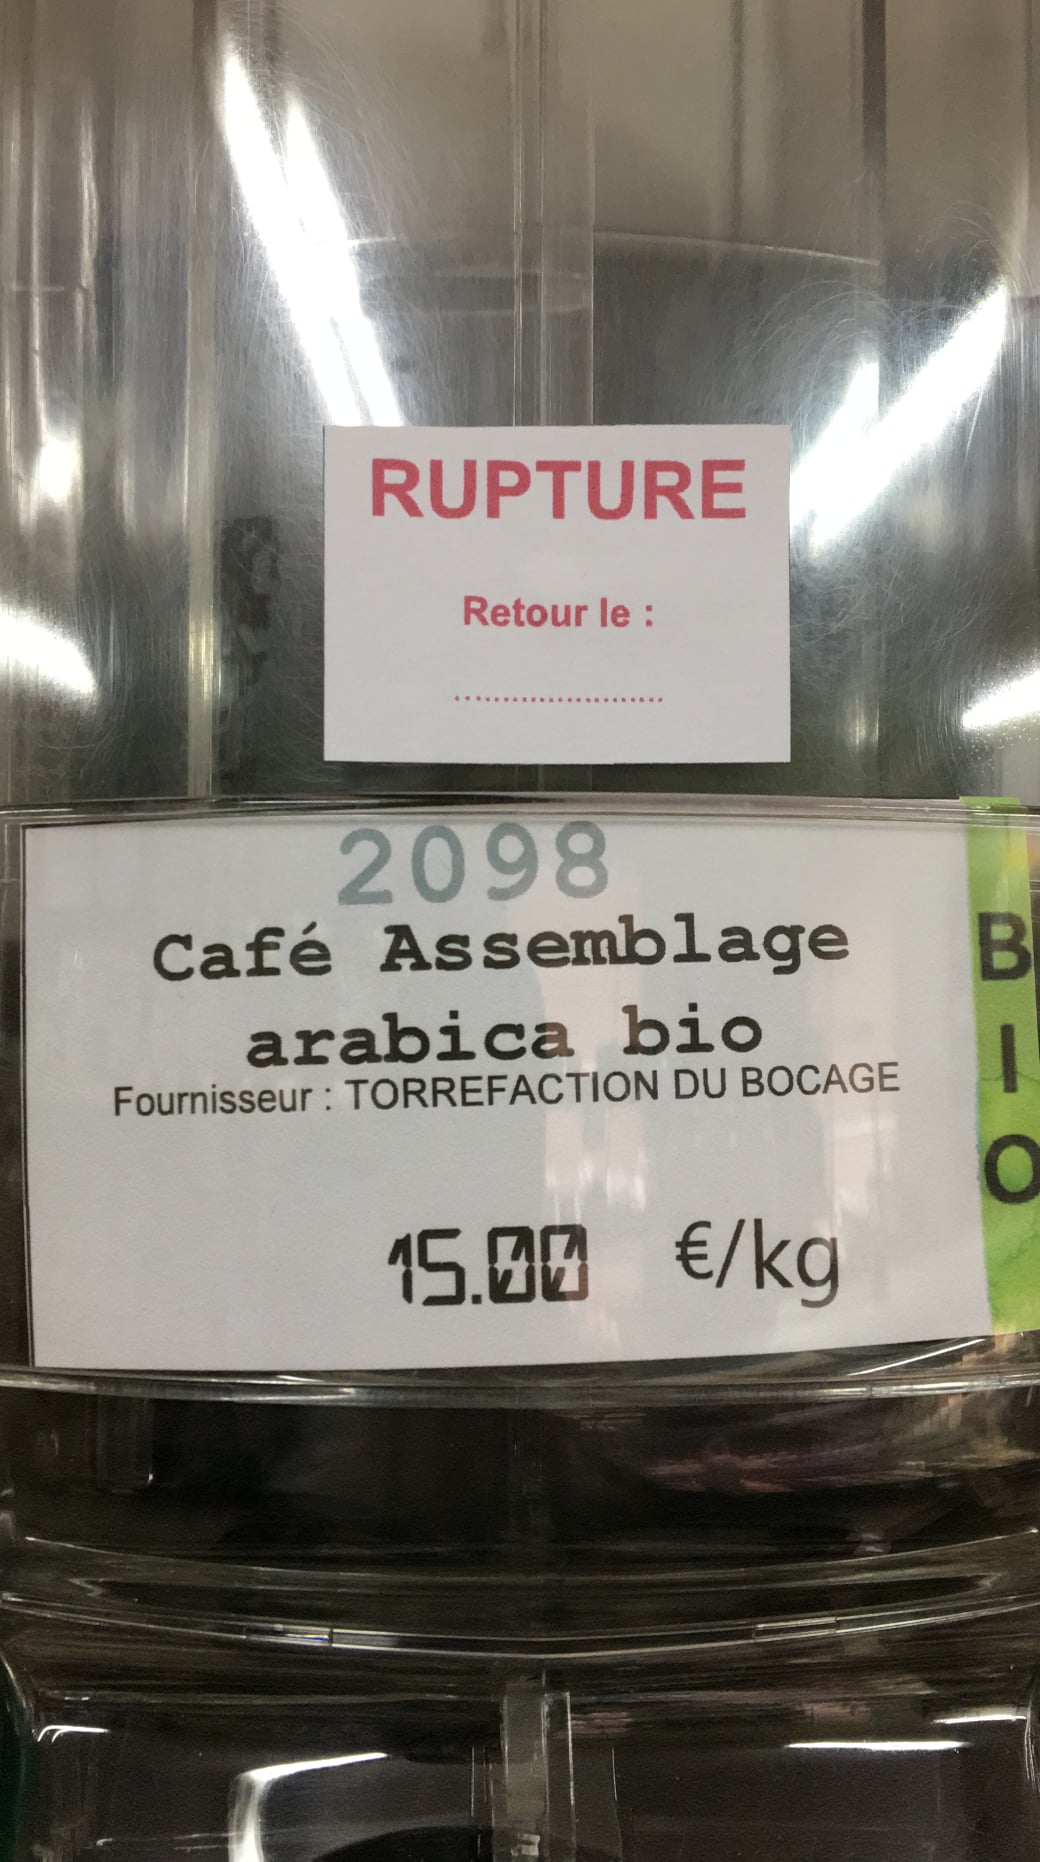 RUPTURE
Retour le :
........................
2098
Café Assemblage
arabica bio
Fournisseur : TORREFACTION DU BOCAGE
15.00 €/kg
B
I
O